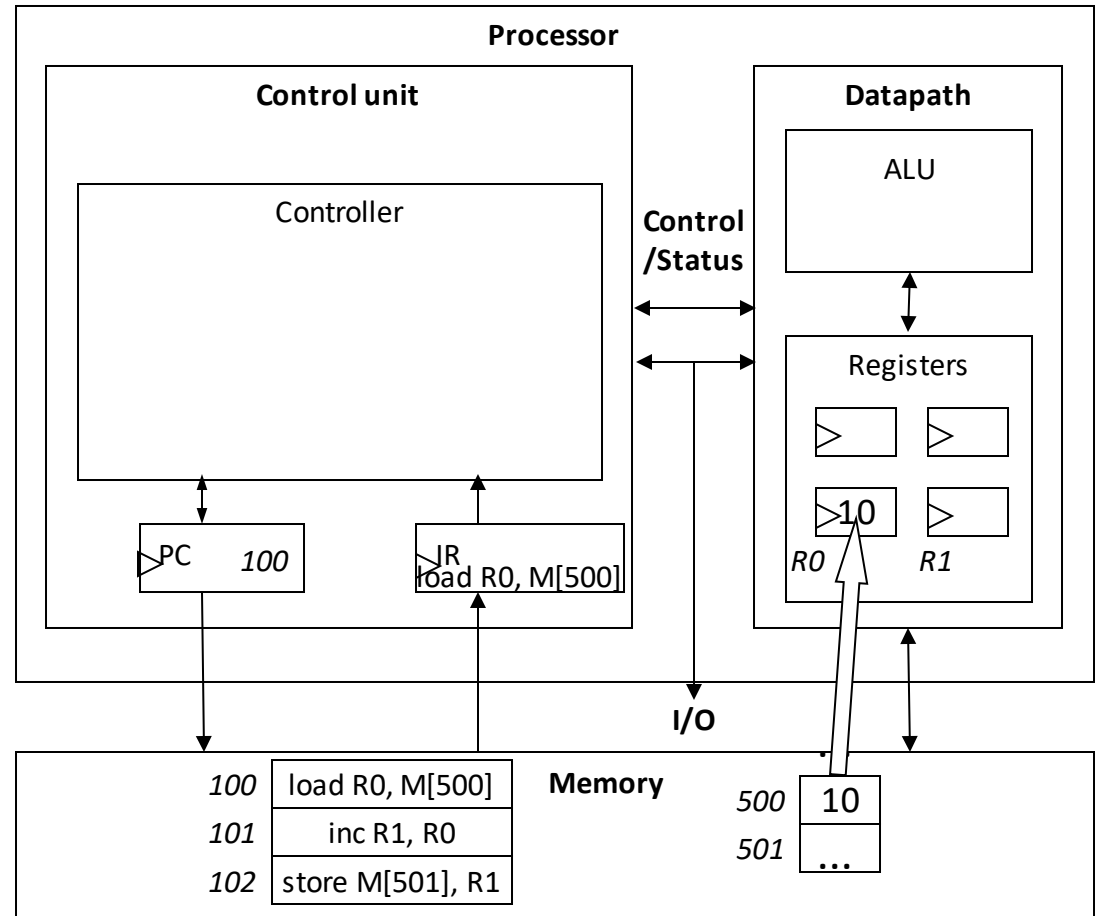 Processor
Control unit
Datapath
ALU
Controller
Control
/Status
Registers
10
R0 R1
PC 100
IR
load R0, M[500]
I/O
...
Memory
100 load R0, M[500]
101 inc R1, R0
102 store M[501], R1
500 10
501 ...